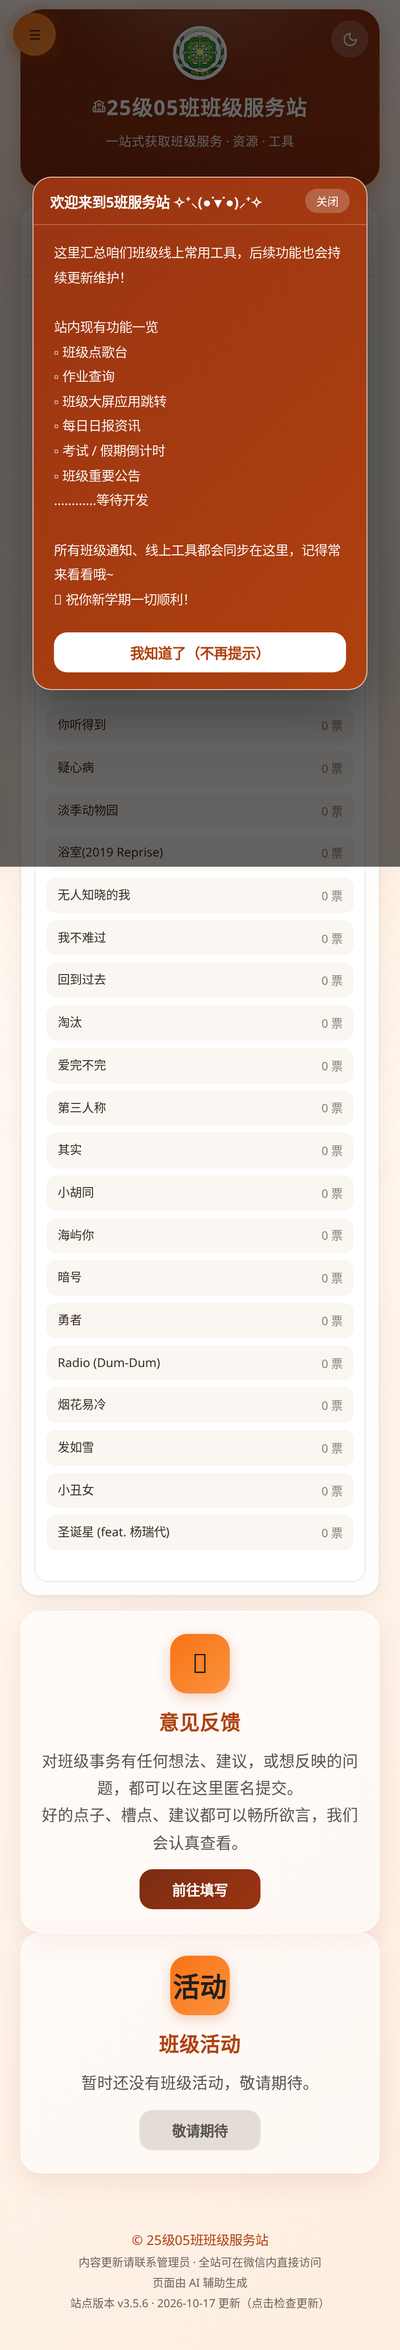 25级05班班级服务站
一站式获取班级服务 · 资源 · 工具
欢迎来到5班服务站 ✧⁺⸜(●˙▾˙●)⸝⁺✧
关闭
这里汇总咱们班级线上常用工具，后续功能也会持
续更新维护！
站内现有功能一览
▫ 班级点歌台
▫ 作业查询
▫ 班级大屏应用跳转
▫ 每日日报资讯
▫ 考试 / 假期倒计时
▫ 班级重要公告
…………等待开发
所有班级通知、线上工具都会同步在这里，记得常
来看看哦~
祝你新学期一切顺利！
我知道了（不再提示）
你听得到 0 票
疑心病 0 票
淡季动物园 0 票
浴室(2019 Reprise) 0 票
无人知晓的我 0 票
我不难过 0 票
回到过去 0 票
淘汰 0 票
爱完不完 0 票
第三人称 0 票
其实 0 票
小胡同 0 票
海屿你 0 票
暗号 0 票
勇者 0 票
Radio (Dum-Dum) 0 票
烟花易冷 0 票
发如雪 0 票
小丑女 0 票
圣诞星 (feat. 杨瑞代) 0 票
意见反馈
对班级事务有任何想法、建议，或想反映的问
题，都可以在这里匿名提交。
好的点子、槽点、建议都可以畅所欲言，我们
会认真查看。
前往填写
活动
班级活动
暂时还没有班级活动，敬请期待。
敬请期待
© 25级05班班级服务站
内容更新请联系管理员 · 全站可在微信内直接访问
页面由 AI 辅助生成
站点版本 v3.5.6 · 2026-10-17 更新（点击检查更新）